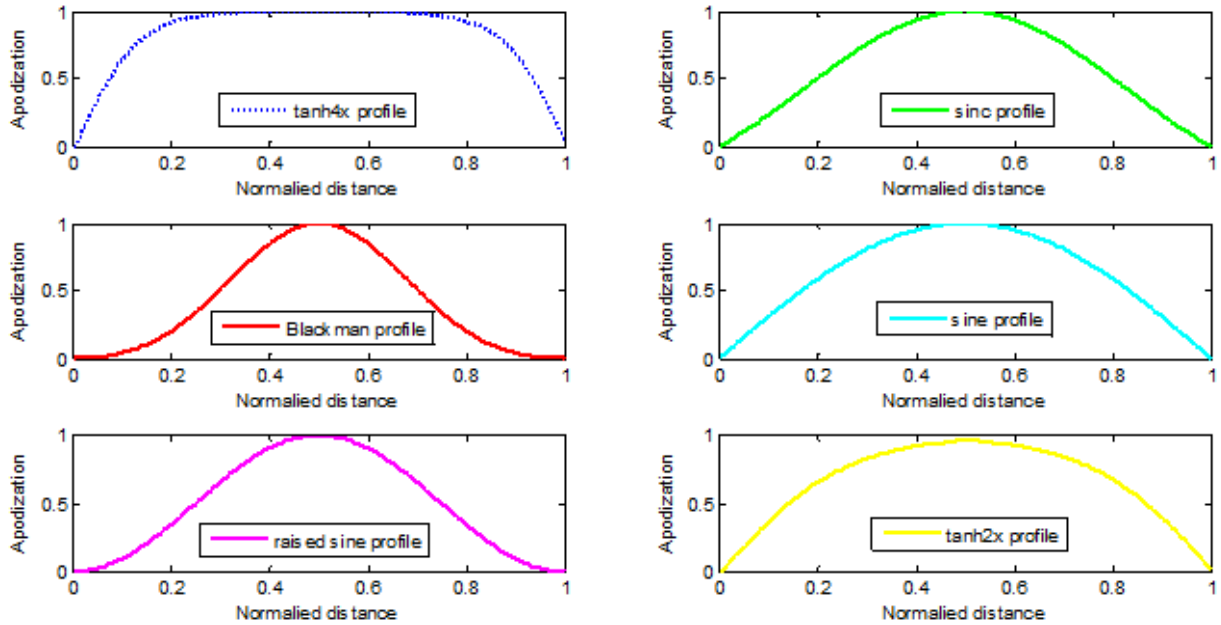 Apodization
1
0.5
0
tanh4x profile
0 0.2 0.4 0.6 0.8 1
Normalied distance
Apodization
1
0.5
0
sinc profile
0 0.2 0.4 0.6 0.8 1
Normalied distance
Apodization
1
0.5
0
Blackman profile
0 0.2 0.4 0.6 0.8 1
Normalied distance
Apodization
1
0.5
0
sine profile
0 0.2 0.4 0.6 0.8 1
Normalied distance
Apodization
1
0.5
0
raised sine profile
0 0.2 0.4 0.6 0.8 1
Normalied distance
Apodization
1
0.5
0
tanh2x profile
0 0.2 0.4 0.6 0.8 1
Normalied distance